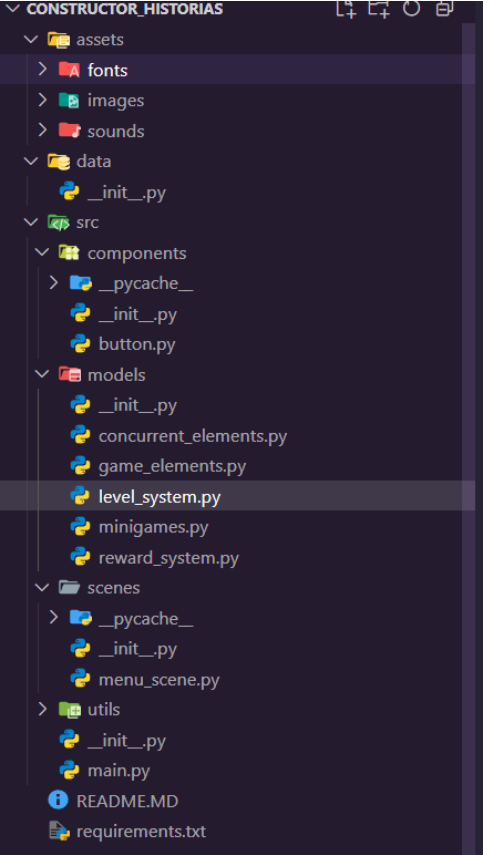 CONSTRUCTOR_HISTORIAS
assets
fonts
images
sounds
data
__init__.py
src
components
__pycache__
__init__.py
button.py
models
__init__.py
concurrent_elements.py
game_elements.py
level_system.py
minigames.py
reward_system.py
scenes
__pycache__
__init__.py
menu_scene.py
utils
__init__.py
main.py
README.MD
requirements.txt